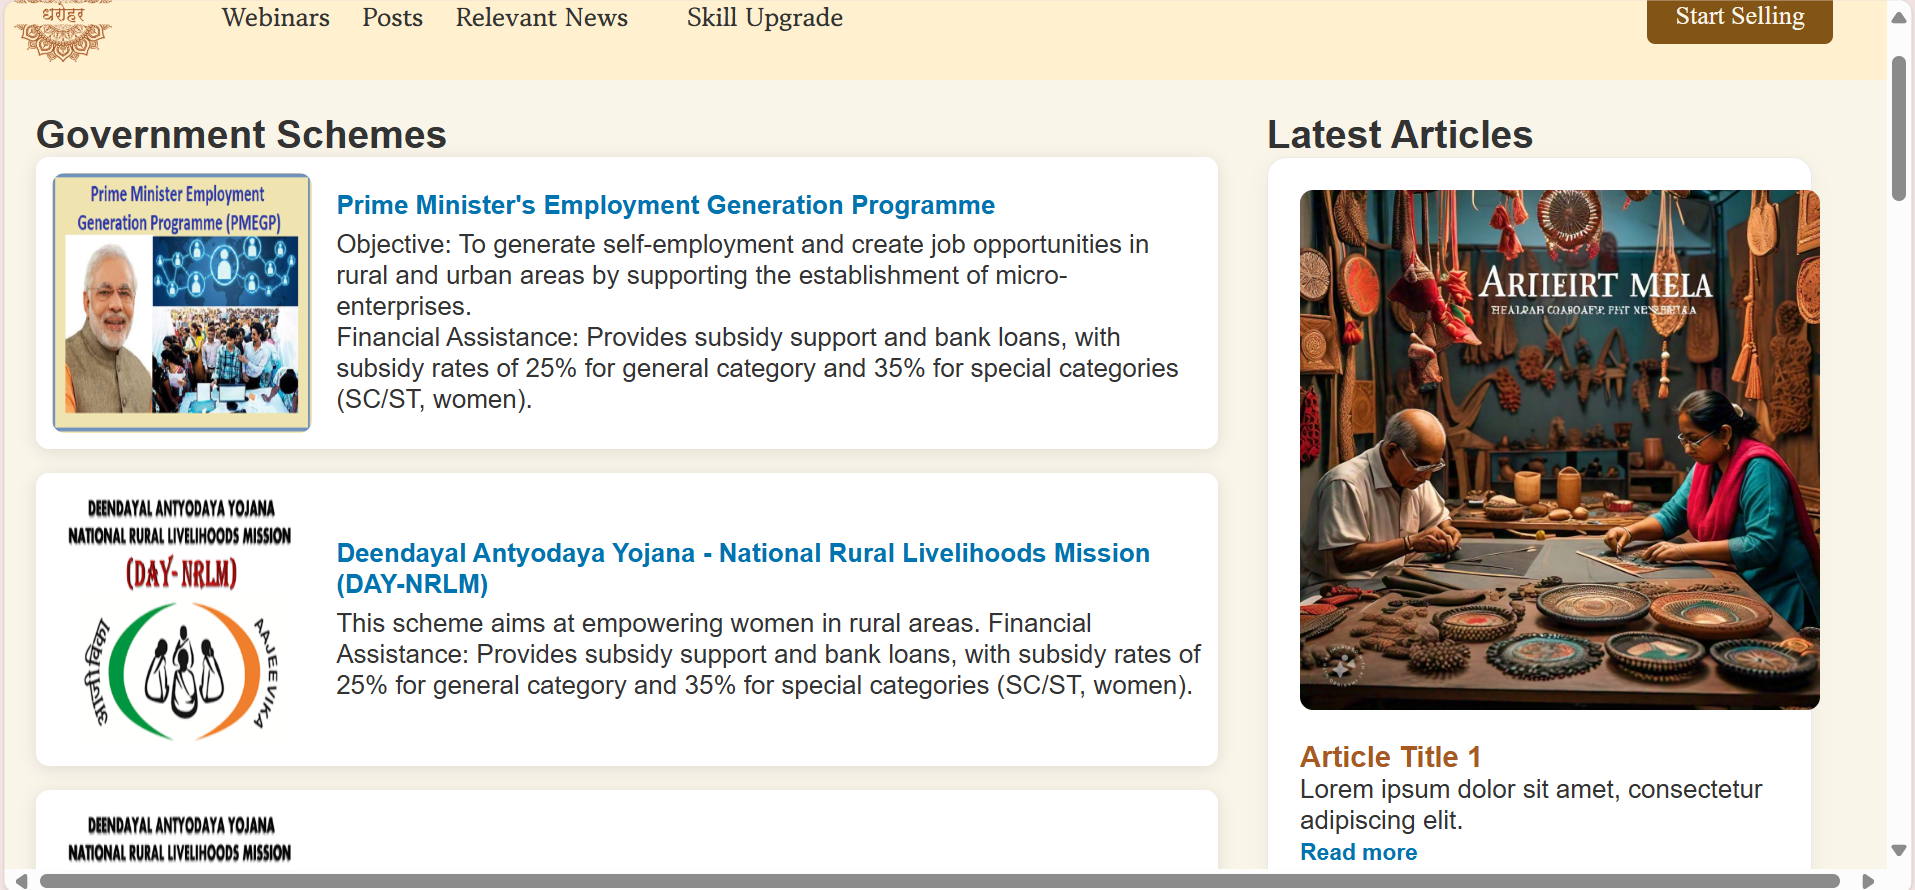 धरोहर
Webinars
Posts
Relevant News
Skill Upgrade
Start Selling
Government Schemes
Prime Minister Employment
Generation Programme (PMEGP)
Prime Minister's Employment Generation Programme
Objective: To generate self-employment and create job opportunities in
rural and urban areas by supporting the establishment of micro-
enterprises.
Financial Assistance: Provides subsidy support and bank loans, with
subsidy rates of 25% for general category and 35% for special categories
(SC/ST, women).
DEENDAYAL ANTYODAYA YOJANA
NATIONAL RURAL LIVELIHOODS MISSION
(DAY-NRLM)
आजीविका
AAJEEVIKA
Deendayal Antyodaya Yojana - National Rural Livelihoods Mission
(DAY-NRLM)
This scheme aims at empowering women in rural areas. Financial
Assistance: Provides subsidy support and bank loans, with subsidy rates of
25% for general category and 35% for special categories (SC/ST, women).
DEENDAYAL ANTYODAYA YOJANA
NATIONAL RURAL LIVELIHOODS MISSION
Latest Articles
ARIIEIRT MELA
Article Title 1
Lorem ipsum dolor sit amet, consectetur
adipiscing elit.
Read more